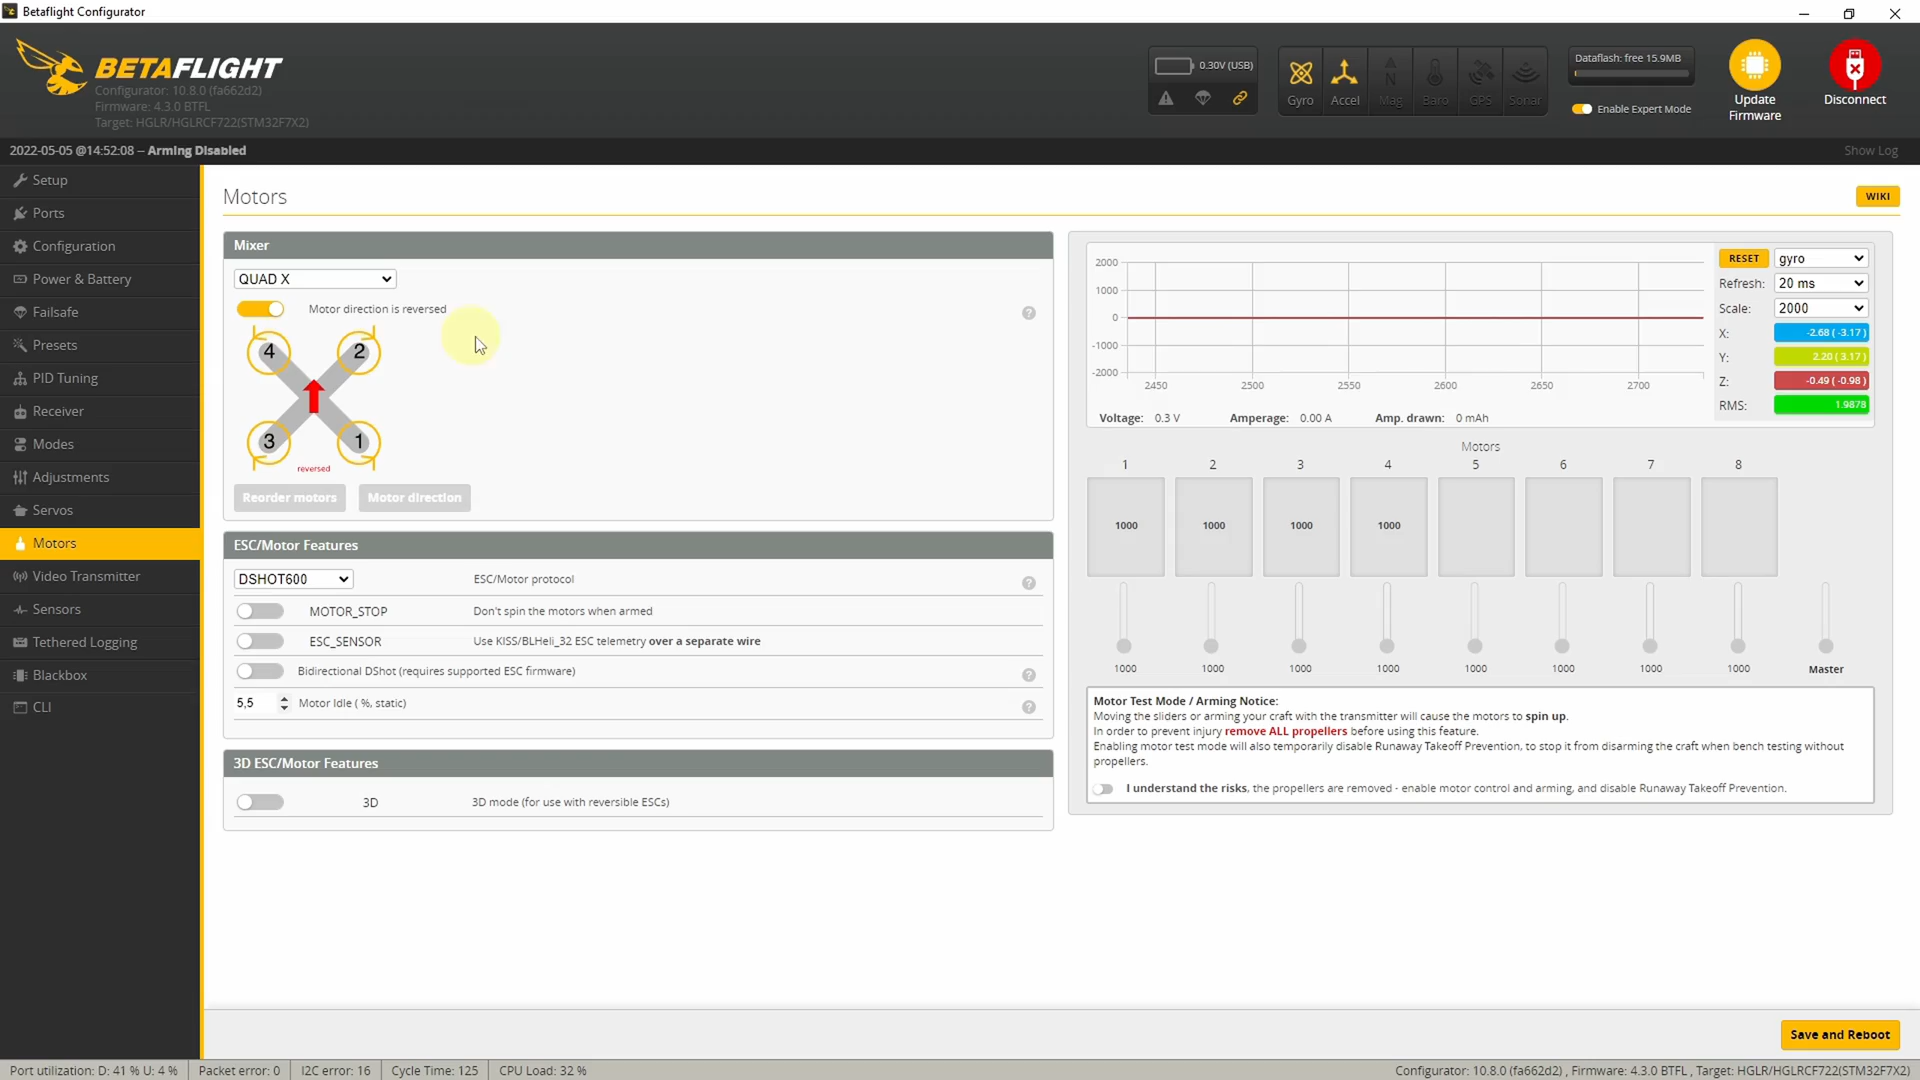 Betaflight Configurator
BETAFLIGHT
Configurator: 10.8.0 (fa662d2)
Firmware: 4.3.0 BTFL
Target: HGLR/HGLRCF722(STM32F7X2)
0.30V (USB)
Gyro
Accel
Mag
Baro
GPS
Sonar
Dataflash: free 15.9MB
Enable Expert Mode
Update
Firmware
Disconnect
2022-05-05 @14:52:08 -- Arming Disabled
Show Log
Setup
Ports
Configuration
Power & Battery
Failsafe
Presets
PID Tuning
Receiver
Modes
Adjustments
Servos
Motors
Video Transmitter
Sensors
Tethered Logging
Blackbox
CLI
Motors
WIKI
Mixer
QUAD X
Motor direction is reversed
?
4
2
3
1
reversed
Reorder motors
Motor direction
ESC/Motor Features
DSHOT600
ESC/Motor protocol
?
MOTOR_STOP
Don't spin the motors when armed
ESC_SENSOR
Use KISS/BLHeli_32 ESC telemetry over a separate wire
Bidirectional DShot (requires supported ESC firmware)
?
5,5
Motor Idle ( %, static)
?
3D ESC/Motor Features
3D
3D mode (for use with reversible ESCs)
2000
1000
0
-1000
-2000
2450
2500
2550
2600
2650
2700
RESET
gyro
Refresh:
20 ms
Scale:
2000
X:
-2.68 ( -3.17 )
Y:
2.20 ( 3.17 )
Z:
-0.49 ( -0.98 )
RMS:
1.9878
Voltage: 0.3 V
Amperage: 0.00 A
Amp. drawn: 0 mAh
Motors
1 2 3 4 5 6 7 8
1000 1000 1000 1000
1000 1000 1000 1000 1000 1000 1000 1000 Master
Motor Test Mode / Arming Notice:
Moving the sliders or arming your craft with the transmitter will cause the motors to spin up.
In order to prevent injury remove ALL propellers before using this feature.
Enabling motor test mode will also temporarily disable Runaway Takeoff Prevention, to stop it from disarming the craft when bench testing without
propellers.
I understand the risks, the propellers are removed - enable motor control and arming, and disable Runaway Takeoff Prevention.
Save and Reboot
Port utilization: D: 41 % U: 4 %
Packet error: 0
I2C error: 16
Cycle Time: 125
CPU Load: 32 %
Configurator: 10.8.0 (fa662d2) , Firmware: 4.3.0 BTFL , Target: HGLR/HGLRCF722(STM32F7X2)